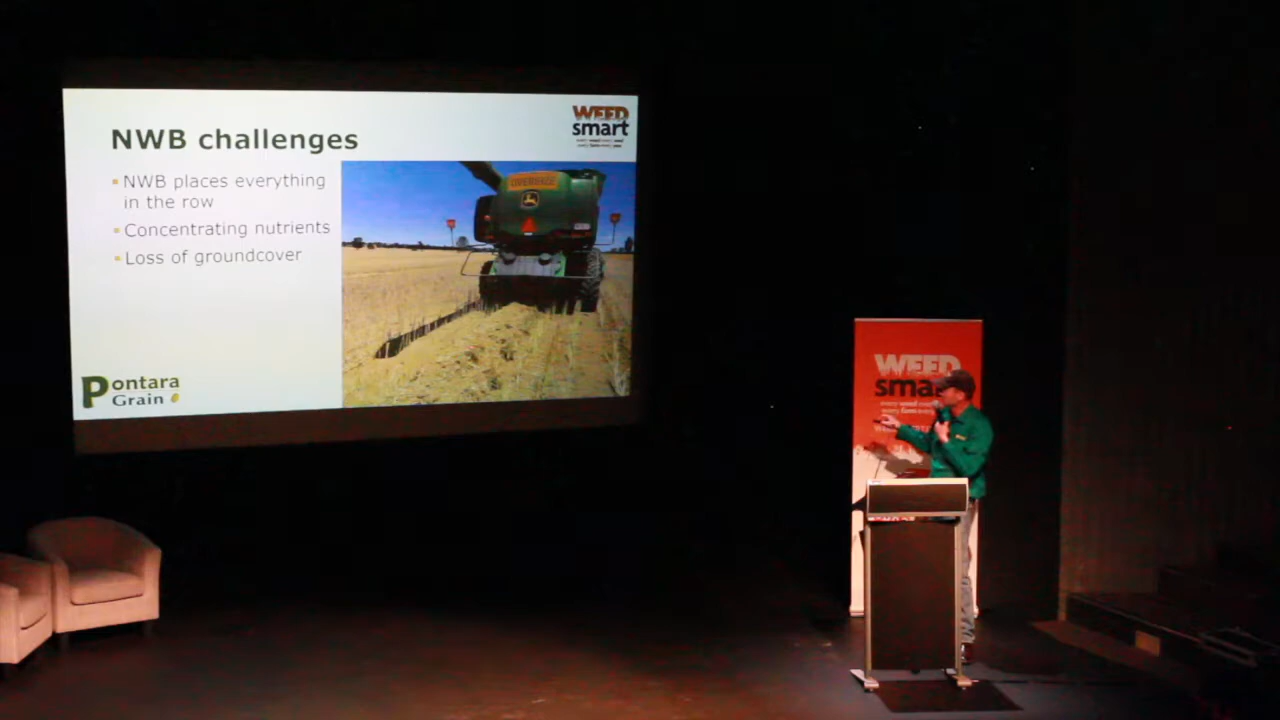 WEED
smart
NWB challenges
NWB places everything
in the row
Concentrating nutrients
Loss of groundcover
OVERSIZE
Pontara
Grain
WEED